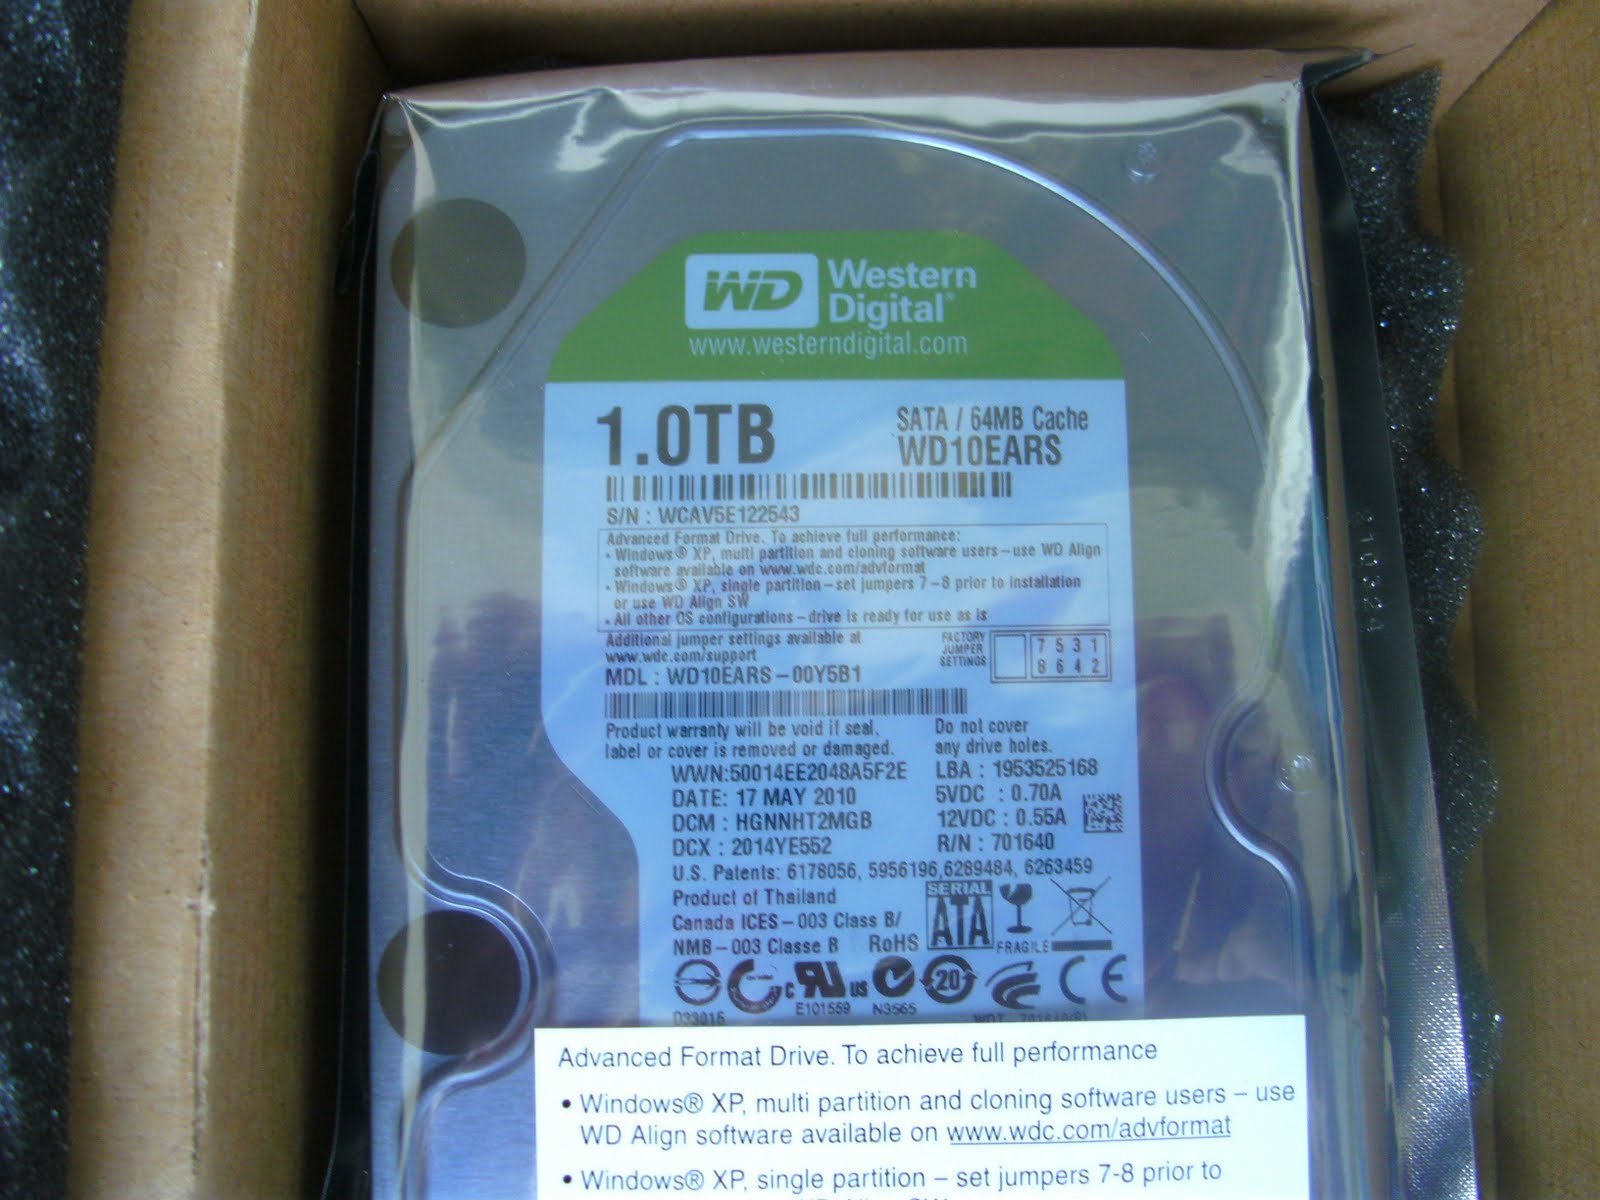 WD Western
Digital®
www.westerndigital.com
1.0TB
SATA / 64MB Cache
WD10EARS
S/N : WCAV5E122543
Advanced Format Drive. To achieve full performance:
• Windows® XP, multi partition and cloning software users – use WD Align
software available on www.wdc.com/advformat
• Windows® XP, single partition – set jumpers 7–8 prior to installation
or use WD Align SW
• All other OS configurations – drive is ready for use as is
Additional jumper settings available at
www.wdc.com/support
FACTORY
JUMPER
SETTINGS
7 5 3 1
8 6 4 2
MDL : WD10EARS-00Y5B1
Product warranty will be void if seal,
label or cover is removed or damaged.
Do not cover
any drive holes.
WWN:50014EE2048A5F2E
DATE: 17 MAY 2010
DCM : HGNNHT2MGB
DCX : 2014YE552
LBA : 1953525168
5VDC : 0.70A
12VDC : 0.55A
R/N : 701640
U.S. Patents: 6178056, 5956196,6289484, 6263459
Product of Thailand
Canada ICES-003 Class B/
NMB-003 Classe B RoHS
SERIAL
ATA
FRAGILE
c RU us
20
CE
E101559
N3565
D33016
WDT-701640(B)
Advanced Format Drive. To achieve full performance
• Windows® XP, multi partition and cloning software users – use
WD Align software available on www.wdc.com/advformat
• Windows® XP, single partition – set jumpers 7-8 prior to